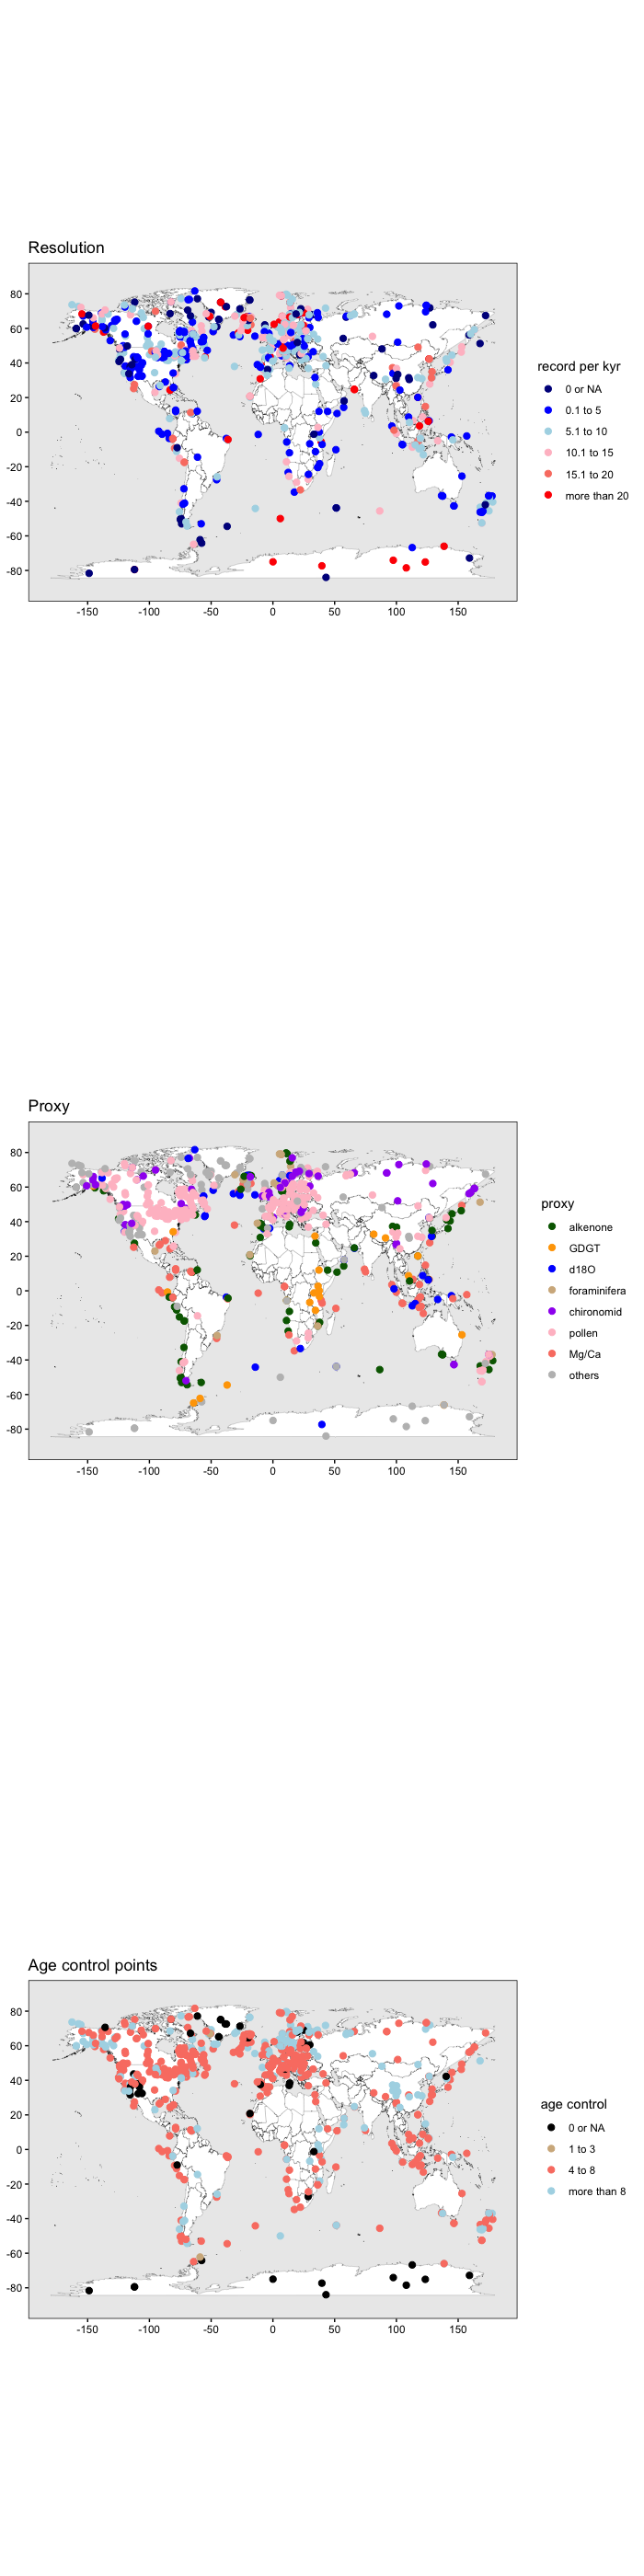 Resolution
80
60
40
20
0
-20
-40
-60
-80
-150 -100 -50 0 50 100 150
record per kyr
0 or NA
0.1 to 5
5.1 to 10
10.1 to 15
15.1 to 20
more than 20
Proxy
80
60
40
20
0
-20
-40
-60
-80
-150 -100 -50 0 50 100 150
proxy
alkenone
GDGT
d18O
foraminifera
chironomid
pollen
Mg/Ca
others
Age control points
80
60
40
20
0
-20
-40
-60
-80
-150 -100 -50 0 50 100 150
age control
0 or NA
1 to 3
4 to 8
more than 8